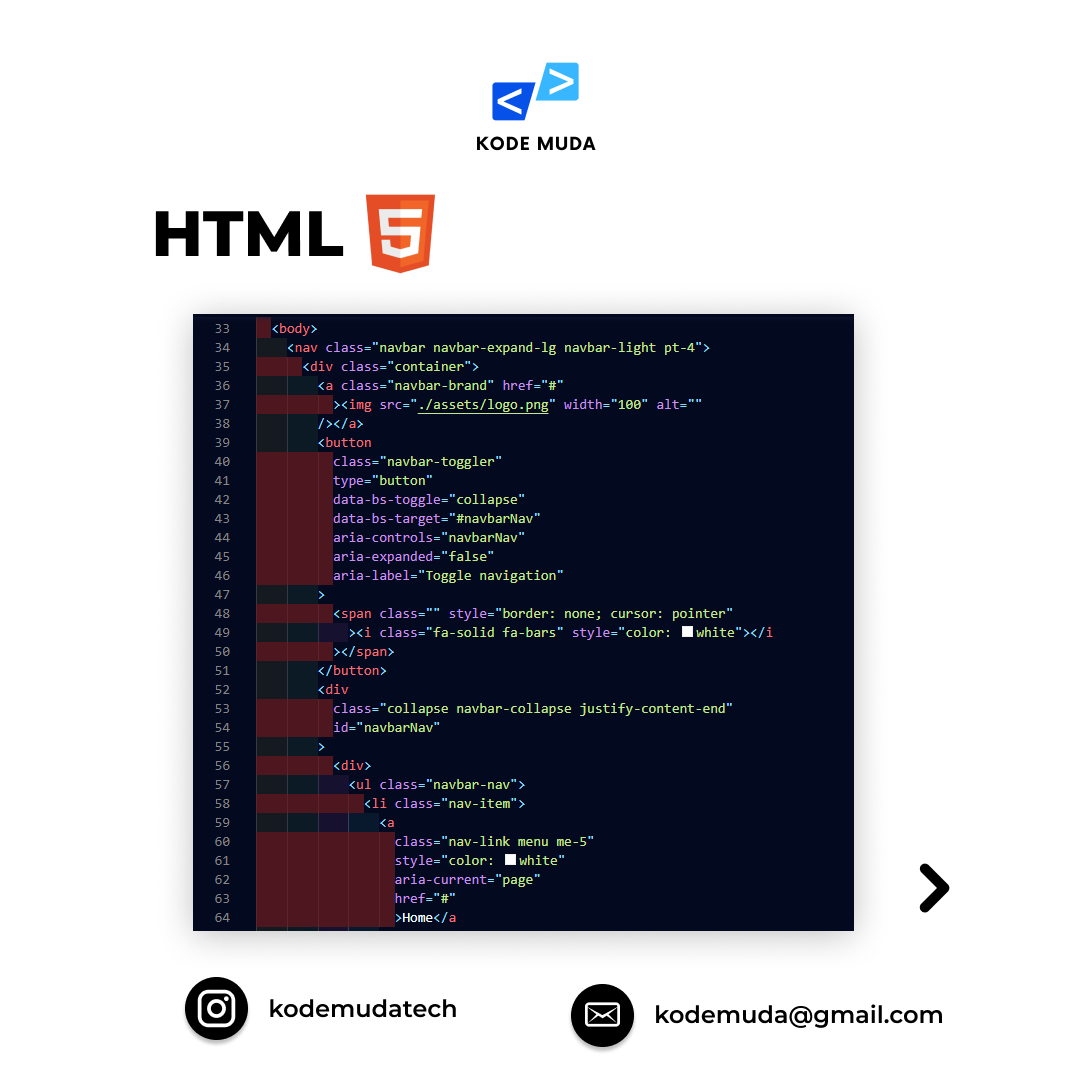 KODE MUDA
HTML
33 <body>
34 <nav class="navbar navbar-expand-lg navbar-light pt-4">
35 <div class="container">
36 <a class="navbar-brand" href="#"
37 ><img src="./assets/logo.png" width="100" alt=""
38 /></a>
39 <button
40 class="navbar-toggler"
41 type="button"
42 data-bs-toggle="collapse"
43 data-bs-target="#navbarNav"
44 aria-controls="navbarNav"
45 aria-expanded="false"
46 aria-label="Toggle navigation"
47 >
48 <span class="" style="border: none; cursor: pointer"
49 ><i class="fa-solid fa-bars" style="color: white"></i
50 ></span>
51 </button>
52 <div
53 class="collapse navbar-collapse justify-content-end"
54 id="navbarNav"
55 >
56 <div>
57 <ul class="navbar-nav">
58 <li class="nav-item">
59 <a
60 class="nav-link menu me-5"
61 style="color: white"
62 aria-current="page"
63 href="#"
64 >Home</a
kodemudatech
kodemuda@gmail.com